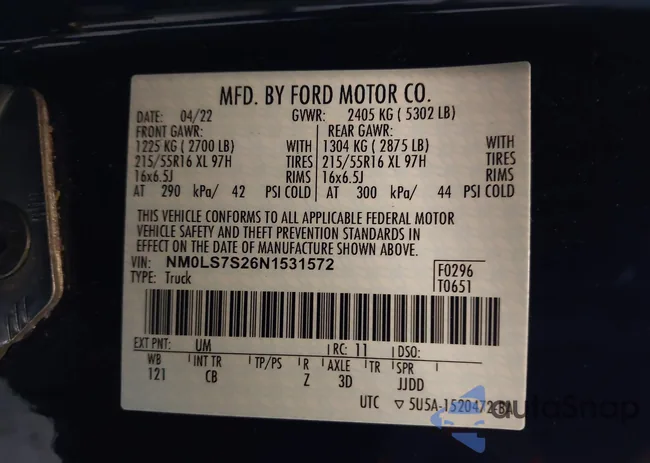 MFD. BY FORD MOTOR CO.
DATE: 04/22 GVWR: 2405 KG ( 5302 LB)
FRONT GAWR: REAR GAWR:
1225 KG ( 2700 LB) WITH 1304 KG ( 2875 LB) WITH
215/55R16 XL 97H TIRES 215/55R16 XL 97H TIRES
16x6.5J RIMS 16x6.5J RIMS
AT 290 kPa/ 42 PSI COLD AT 300 kPa/ 44 PSI COLD
THIS VEHICLE CONFORMS TO ALL APPLICABLE FEDERAL MOTOR
VEHICLE SAFETY AND THEFT PREVENTION STANDARDS IN
EFFECT ON THE DATE OF MANUFACTURE SHOWN ABOVE.
VIN: NM0LS7S26N1531572 F0296
TYPE: Truck T0651
EXT PNT: UM RC: 11 DSO:
WB INT TR TP/PS R AXLE TR SPR
121 CB Z 3D JJDD
UTC ▽ 5U5A-1520472-BA
autoSnap